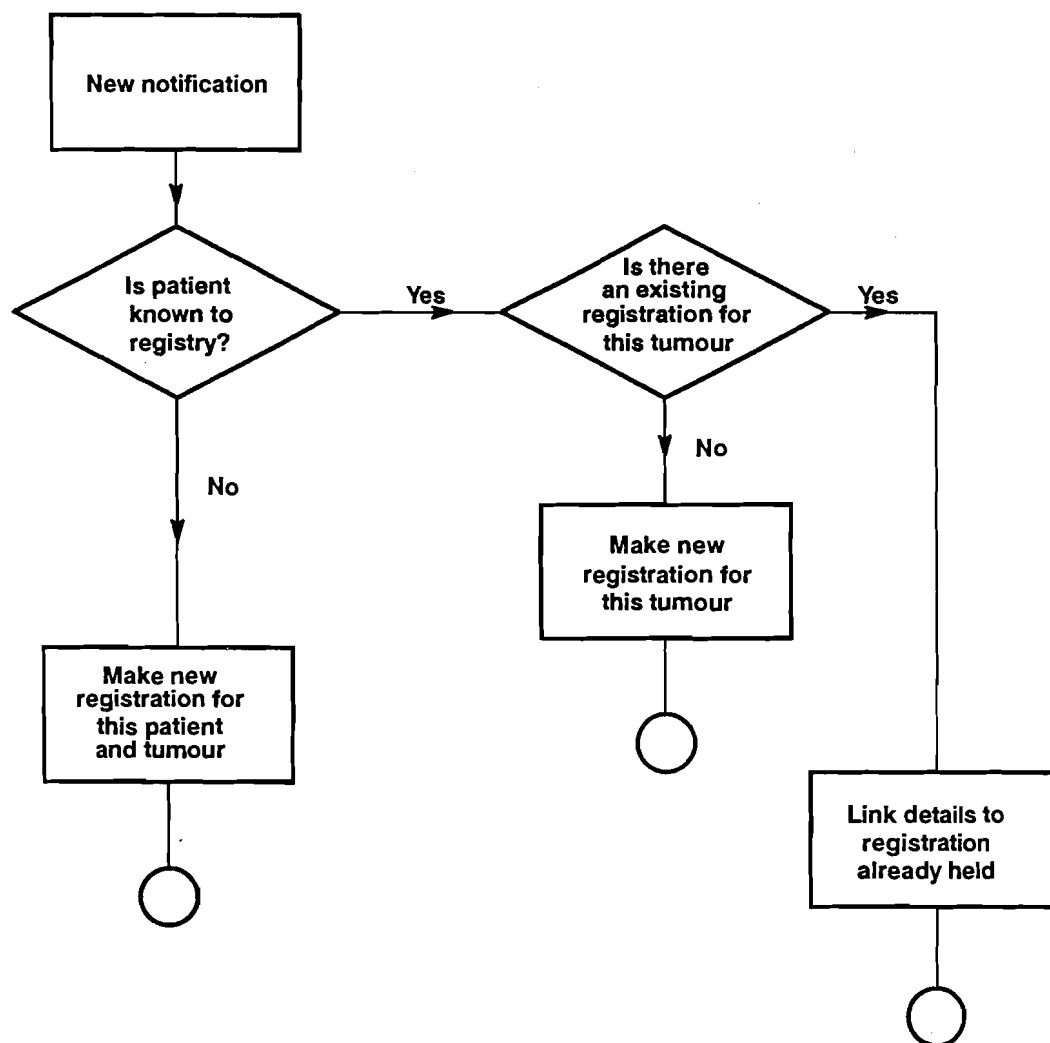 New notification
Is patient
known to
registry?
Yes
Is there
an existing
registration for
this tumour
Yes
No
No
Make new
registration for
this tumour
Make new
registration for
this patient
and tumour
Link details to
registration
already held